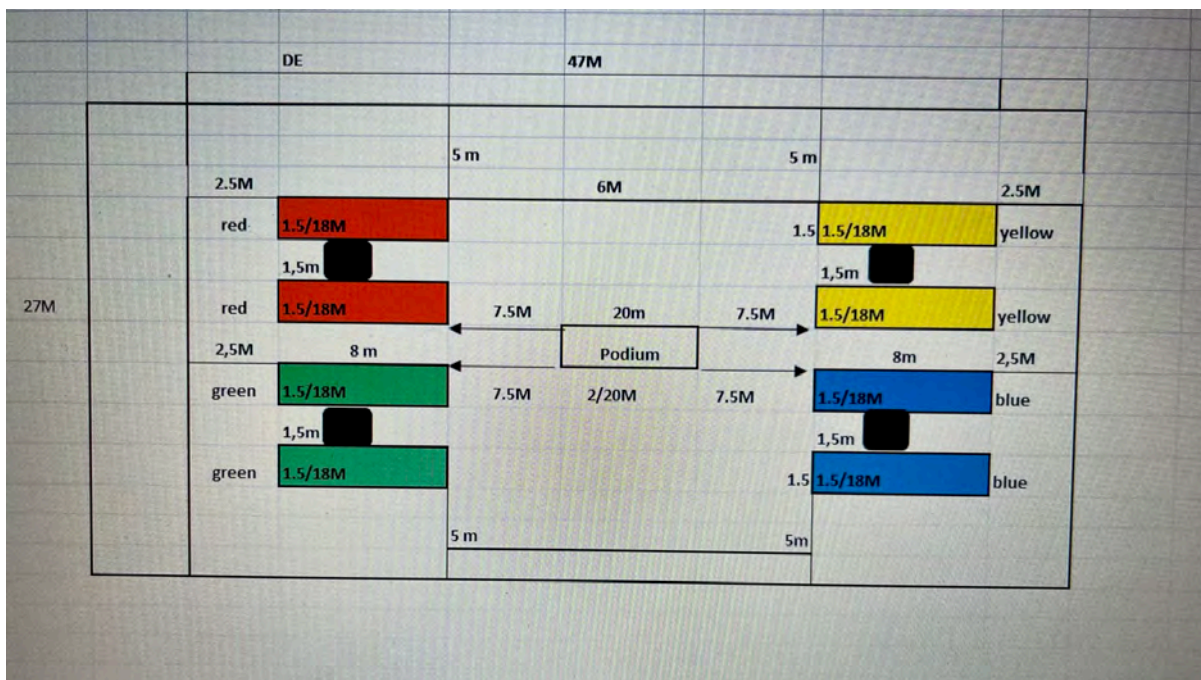 DE 47M
5 m 5 m
2.5M 6M 2.5M
red 1.5/18M 1.5 1.5/18M yellow
1,5m 1,5m
27M red 1.5/18M 7.5M 20m 7.5M 1.5/18M yellow
2,5M 8 m Podium 8m 2,5M
green 1.5/18M 7.5M 2/20M 7.5M 1.5/18M blue
1,5m 1,5m
green 1.5/18M 1.5 1.5/18M blue
5 m 5m